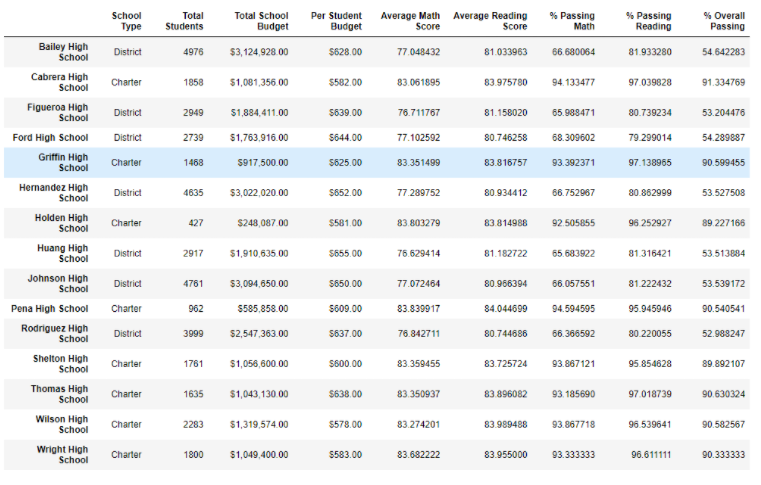 School Type Total Students Total School Budget Per Student Budget Average Math Score Average Reading Score % Passing Math % Passing Reading % Overall Passing
Bailey High School District 4976 $3,124,928.00 $628.00 77.048432 81.033963 66.680064 81.933280 54.642283
Cabrera High School Charter 1858 $1,081,356.00 $582.00 83.061895 83.975780 94.133477 97.039828 91.334769
Figueroa High School District 2949 $1,884,411.00 $639.00 76.711767 81.158020 65.988471 80.739234 53.204476
Ford High School District 2739 $1,763,916.00 $644.00 77.102592 80.746258 68.309602 79.299014 54.289887
Griffin High School Charter 1468 $917,500.00 $625.00 83.351499 83.816757 93.392371 97.138965 90.599455
Hernandez High School District 4635 $3,022,020.00 $652.00 77.289752 80.934412 66.752967 80.862999 53.527508
Holden High School Charter 427 $248,087.00 $581.00 83.803279 83.814988 92.505855 96.252927 89.227166
Huang High School District 2917 $1,910,635.00 $655.00 76.629414 81.182722 65.683922 81.316421 53.513884
Johnson High School District 4761 $3,094,650.00 $650.00 77.072464 80.966394 66.057551 81.222432 53.539172
Pena High School Charter 962 $585,858.00 $609.00 83.839917 84.044699 94.594595 95.945946 90.540541
Rodriguez High School District 3999 $2,547,363.00 $637.00 76.842711 80.744686 66.366592 80.220055 52.988247
Shelton High School Charter 1761 $1,056,600.00 $600.00 83.359455 83.725724 93.867121 95.854628 89.892107
Thomas High School Charter 1635 $1,043,130.00 $638.00 83.350937 83.896082 93.185690 97.018739 90.630324
Wilson High School Charter 2283 $1,319,574.00 $578.00 83.274201 83.989488 93.867718 96.539641 90.582567
Wright High School Charter 1800 $1,049,400.00 $583.00 83.682222 83.955000 93.333333 96.611111 90.333333